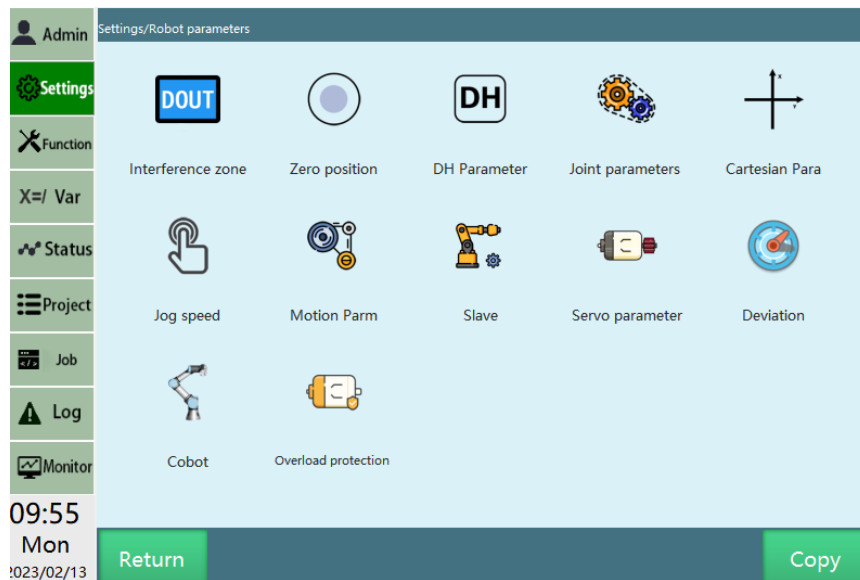 Admin
Settings/Robot parameters
Settings
DOUT
DH
X
Y
Function
Interference zone
Zero position
DH Parameter
Joint parameters
Cartesian Para
X=/ Var
Status
Project
Jog speed
Motion Parm
Slave
Servo parameter
Deviation
</>
Job
Log
Monitor
Cobot
Overload protection
09:55
Mon
2023/02/13
Return
Copy